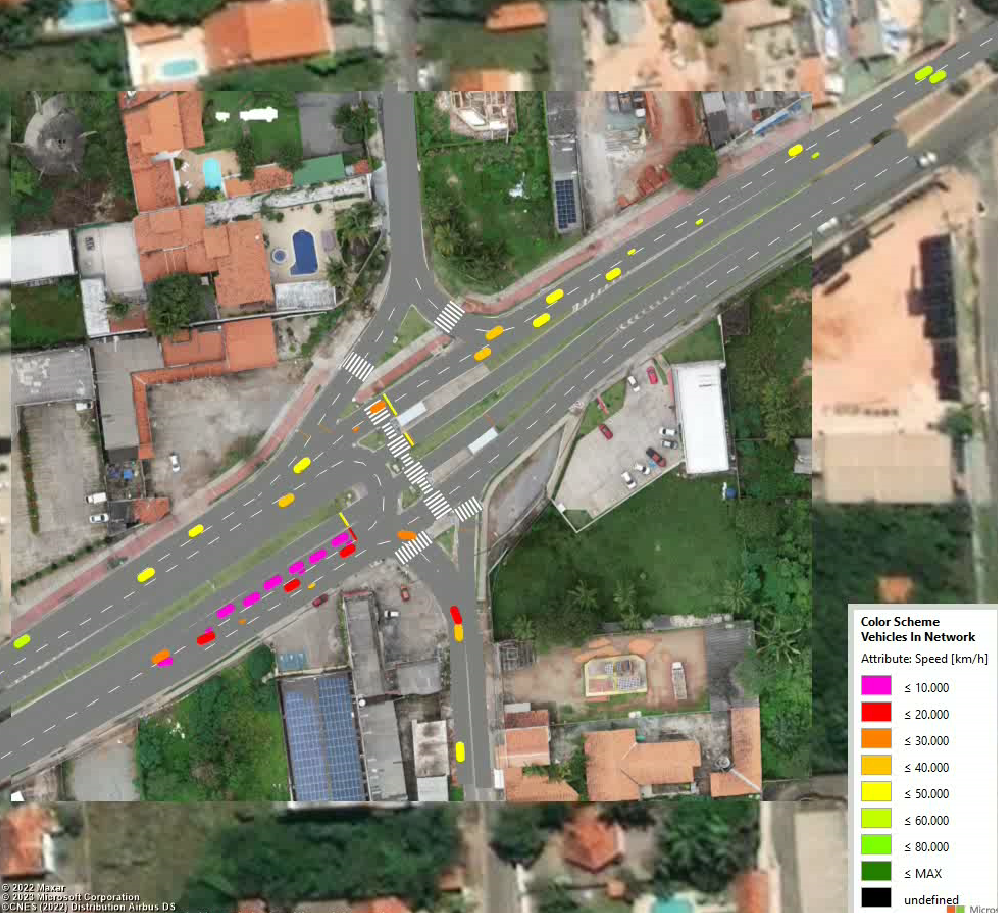 Color Scheme
Vehicles In Network
Attribute: Speed [km/h]
≤ 10.000
≤ 20.000
≤ 30.000
≤ 40.000
≤ 50.000
≤ 60.000
≤ 80.000
≤ MAX
undefined
© 2022 Maxar
© 2023 Microsoft Corporation
©CNES (2022) Distribution Airbus DS
Micros